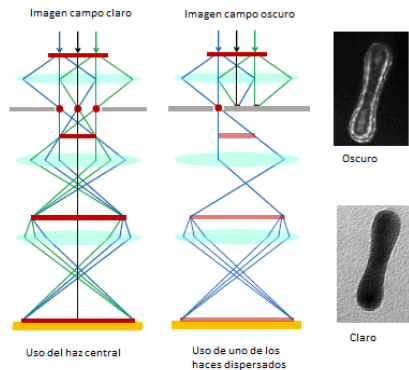 Imagen campo claro
Imagen campo oscuro
Oscuro
Claro
Uso del haz central
Uso de uno de los
haces dispersados